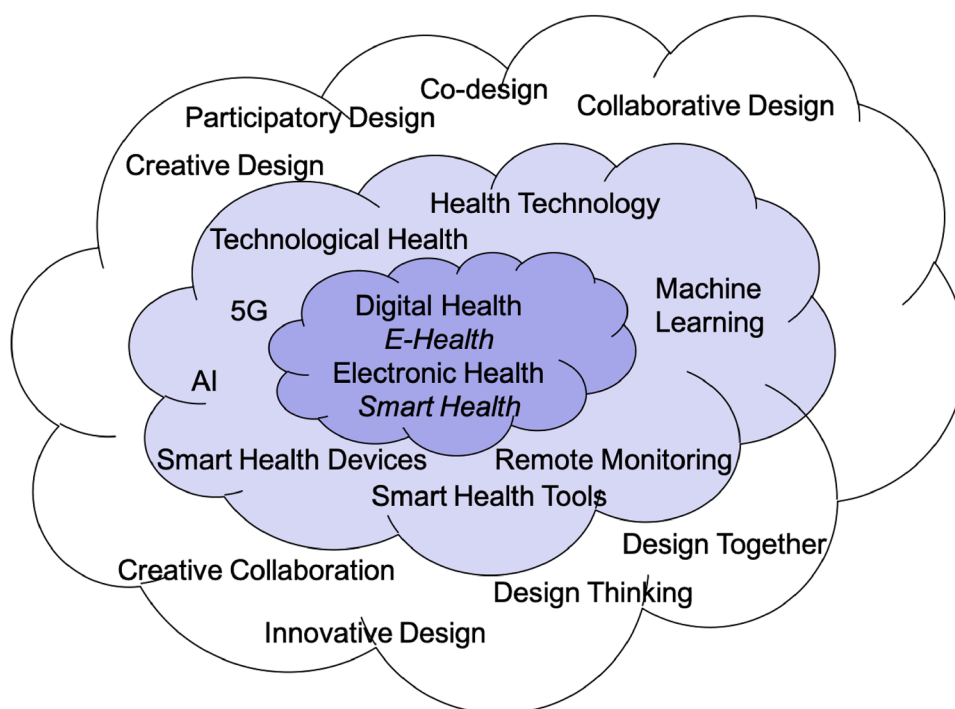 Co-design
Collaborative Design
Participatory Design
Creative Design
Health Technology
Technological Health
Machine
Learning
5G
Digital Health
E-Health
Electronic Health
Smart Health
AI
Smart Health Devices
Remote Monitoring
Smart Health Tools
Design Together
Creative Collaboration
Design Thinking
Innovative Design